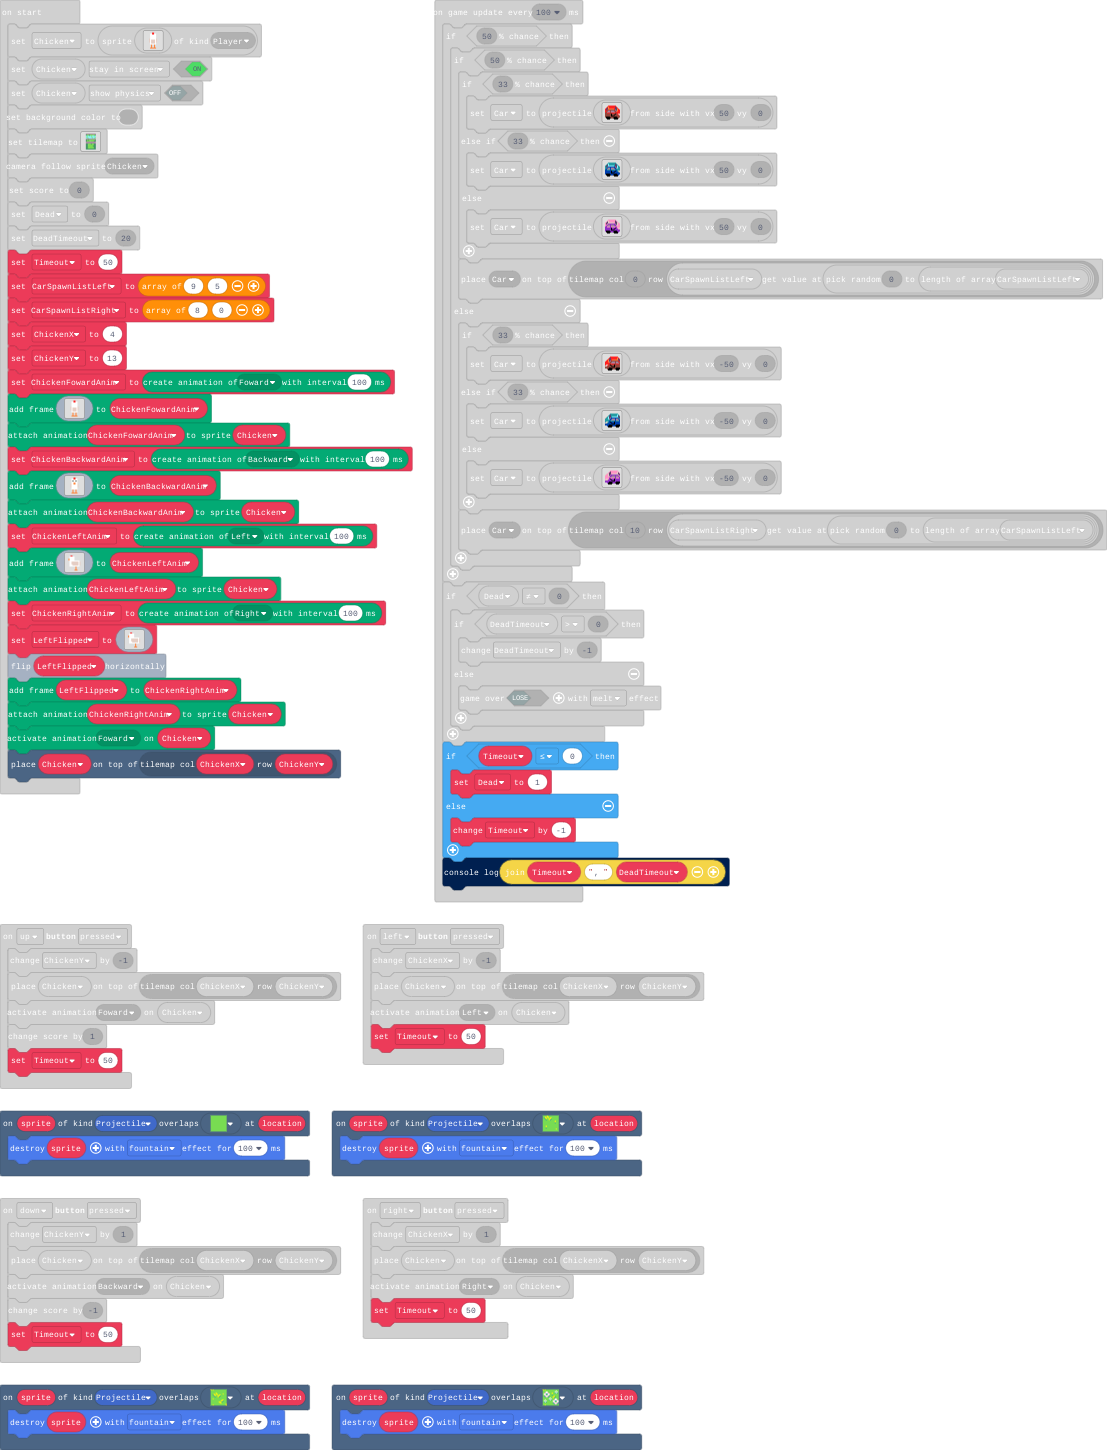 on start
set Chicken to sprite of kind Player
set Chicken stay in screen ON
set Chicken show physics OFF
set background color to
set tilemap to
camera follow sprite Chicken
set score to 0
set Dead to 0
set DeadTimeout to 20
set Timeout to 50
set CarSpawnListLeft to array of 9 5
set CarSpawnListRight to array of 8 0
set ChickenX to 4
set ChickenY to 13
set ChickenFowardAnim to create animation of Foward with interval 100 ms
add frame to ChickenFowardAnim
attach animation ChickenFowardAnim to sprite Chicken
set ChickenBackwardAnim to create animation of Backward with interval 100 ms
add frame to ChickenBackwardAnim
attach animation ChickenBackwardAnim to sprite Chicken
set ChickenLeftAnim to create animation of Left with interval 100 ms
add frame to ChickenLeftAnim
attach animation ChickenLeftAnim to sprite Chicken
set ChickenRightAnim to create animation of Right with interval 100 ms
set LeftFlipped to
flip LeftFlipped horizontally
add frame LeftFlipped to ChickenRightAnim
attach animation ChickenRightAnim to sprite Chicken
activate animation Foward on Chicken
place Chicken on top of tilemap col ChickenX row ChickenY
on game update every 100 ms
if 50 % chance then
if 50 % chance then
if 33 % chance then
set Car to projectile from side with vx 50 vy 0
else if 33 % chance then
set Car to projectile from side with vx 50 vy 0
else
set Car to projectile from side with vx 50 vy 0
place Car on top of tilemap col 0 row CarSpawnListLeft get value at pick random 0 to length of array CarSpawnListLeft
else
if 33 % chance then
set Car to projectile from side with vx -50 vy 0
else if 33 % chance then
set Car to projectile from side with vx -50 vy 0
else
set Car to projectile from side with vx -50 vy 0
place Car on top of tilemap col 10 row CarSpawnListRight get value at pick random 0 to length of array CarSpawnListLeft
if Dead ≠ 0 then
if DeadTimeout > 0 then
change DeadTimeout by -1
else
game over LOSE with melt effect
if Timeout ≤ 0 then
set Dead to 1
else
change Timeout by -1
console log join Timeout ", " DeadTimeout
on up button pressed
change ChickenY by -1
place Chicken on top of tilemap col ChickenX row ChickenY
activate animation Foward on Chicken
change score by 1
set Timeout to 50
on left button pressed
change ChickenX by -1
place Chicken on top of tilemap col ChickenX row ChickenY
activate animation Left on Chicken
set Timeout to 50
on sprite of kind Projectile overlaps at location
destroy sprite with fountain effect for 100 ms
on sprite of kind Projectile overlaps at location
destroy sprite with fountain effect for 100 ms
on down button pressed
change ChickenY by 1
place Chicken on top of tilemap col ChickenX row ChickenY
activate animation Backward on Chicken
change score by -1
set Timeout to 50
on right button pressed
change ChickenX by 1
place Chicken on top of tilemap col ChickenX row ChickenY
activate animation Right on Chicken
set Timeout to 50
on sprite of kind Projectile overlaps at location
destroy sprite with fountain effect for 100 ms
on sprite of kind Projectile overlaps at location
destroy sprite with fountain effect for 100 ms